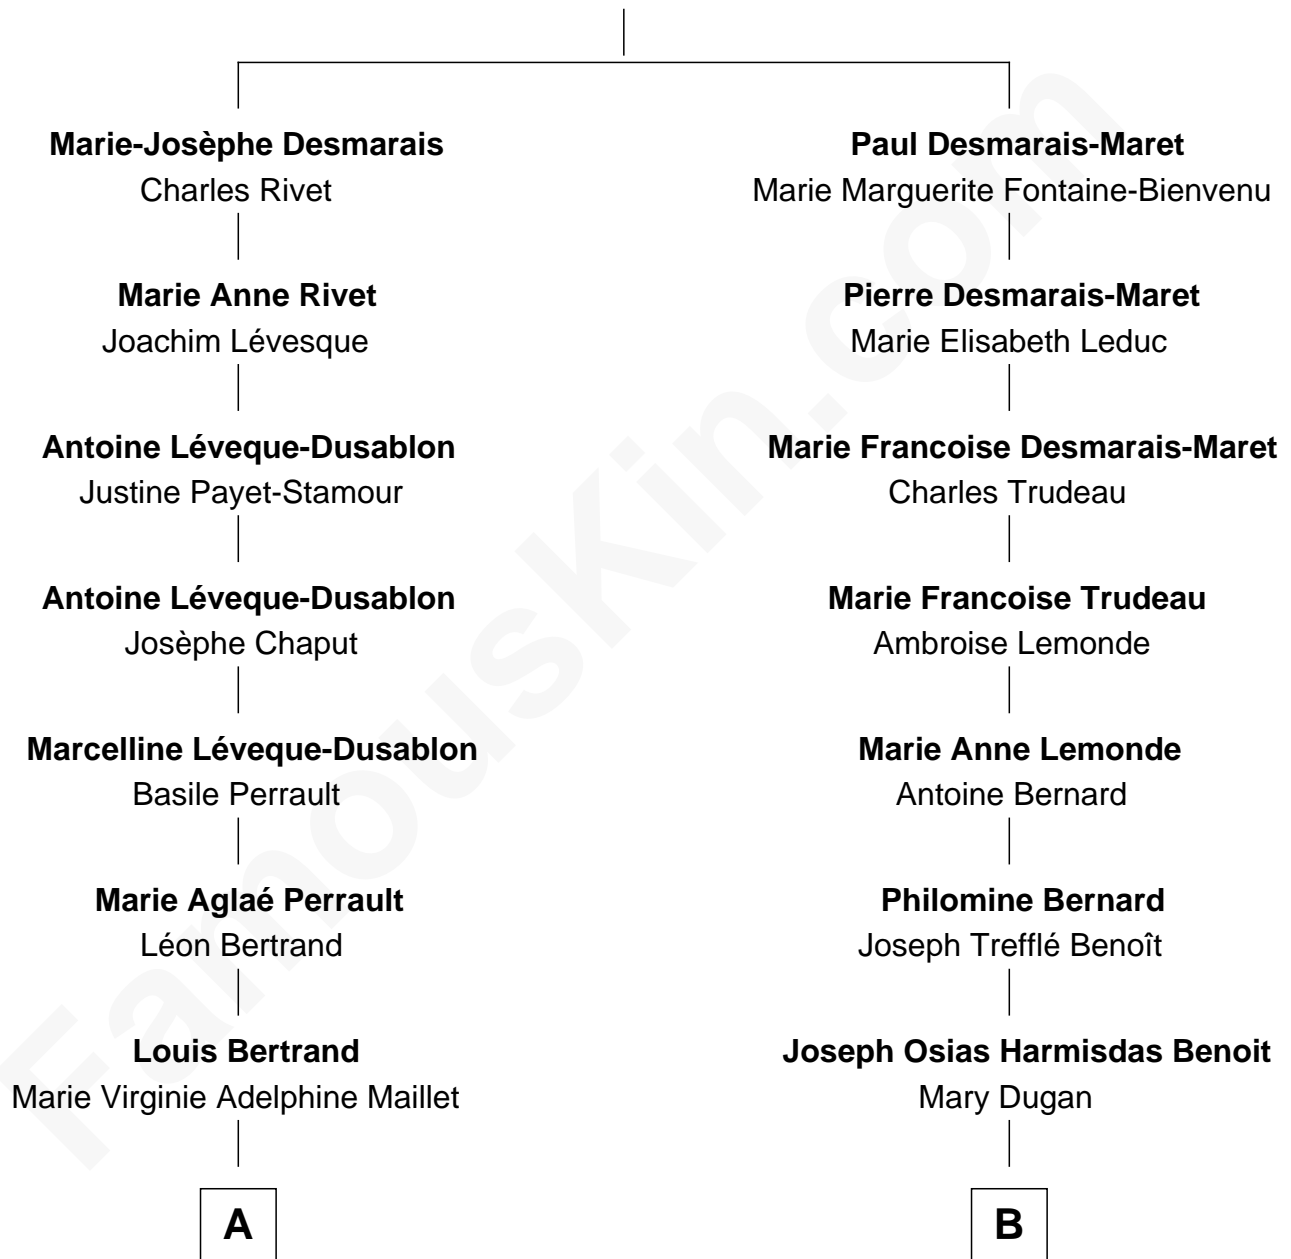 Marie-Josèphe Desmarais
Charles Rivet
Marie Anne Rivet
Joachim Lévesque
Antoine Léveque-Dusablon
Justine Payet-Stamour
Antoine Léveque-Dusablon
Josèphe Chaput
Marcelline Léveque-Dusablon
Basile Perrault
Marie Aglaé Perrault
Léon Bertrand
Louis Bertrand
Marie Virginie Adelphine Maillet
A
Paul Desmarais-Maret
Marie Marguerite Fontaine-Bienvenu
Pierre Desmarais-Maret
Marie Elisabeth Leduc
Marie Francoise Desmarais-Maret
Charles Trudeau
Marie Francoise Trudeau
Ambroise Lemonde
Marie Anne Lemonde
Antoine Bernard
Philomine Bernard
Joseph Trefflé Benoît
Joseph Osias Harmisdas Benoit
Mary Dugan
B
FamousKin.com